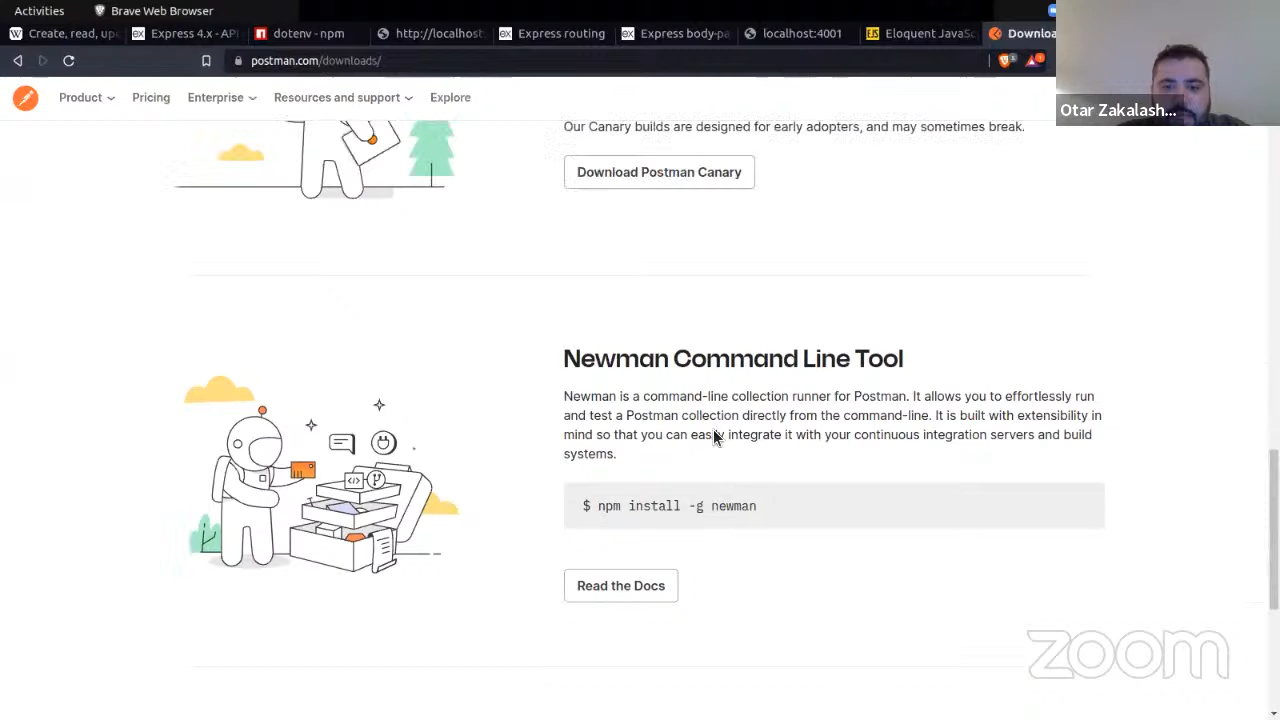 Activities
Brave Web Browser
Create, read, up
Express 4.x - API
dotenv - npm
http://localhost
Express routing
Express body-pa
localhost:4001
Eloquent JavaSc
Downloa
postman.com/downloads/
Product
Pricing
Enterprise
Resources and support
Explore
Otar Zakalash...
Our Canary builds are designed for early adopters, and may sometimes break.
Download Postman Canary
Newman Command Line Tool
Newman is a command-line collection runner for Postman. It allows you to effortlessly run
and test a Postman collection directly from the command-line. It is built with extensibility in
mind so that you can easily integrate it with your continuous integration servers and build
systems.
$ npm install -g newman
Read the Docs
zoom